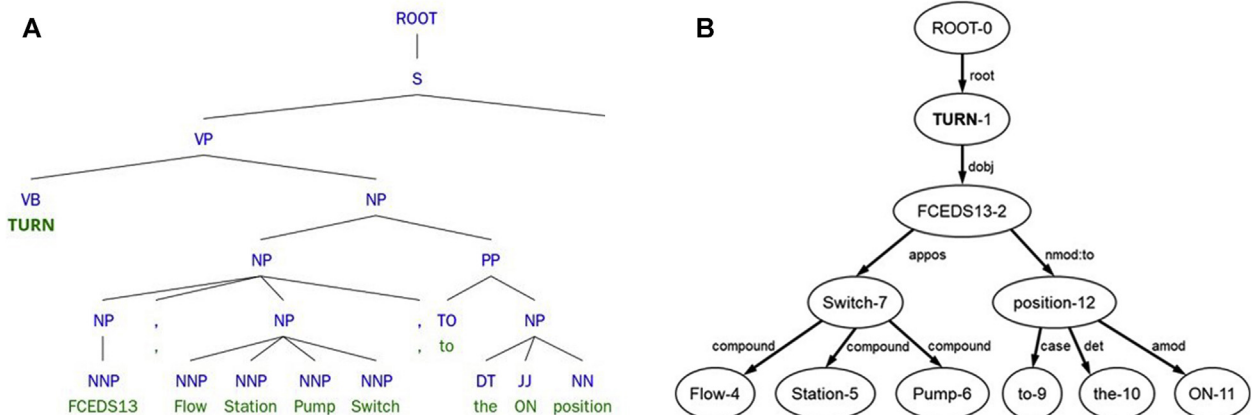 A
ROOT
S
VP
VB NP
TURN
NP PP
NP , NP , TO NP
, , to
NNP NNP NNP NNP NNP DT JJ NN
FCEDS13 Flow Station Pump Switch the ON position
B
ROOT-0
root
TURN-1
dobj
FCEDS13-2
appos nmod:to
Switch-7 position-12
compound compound compound case det amod
Flow-4 Station-5 Pump-6 to-9 the-10 ON-11